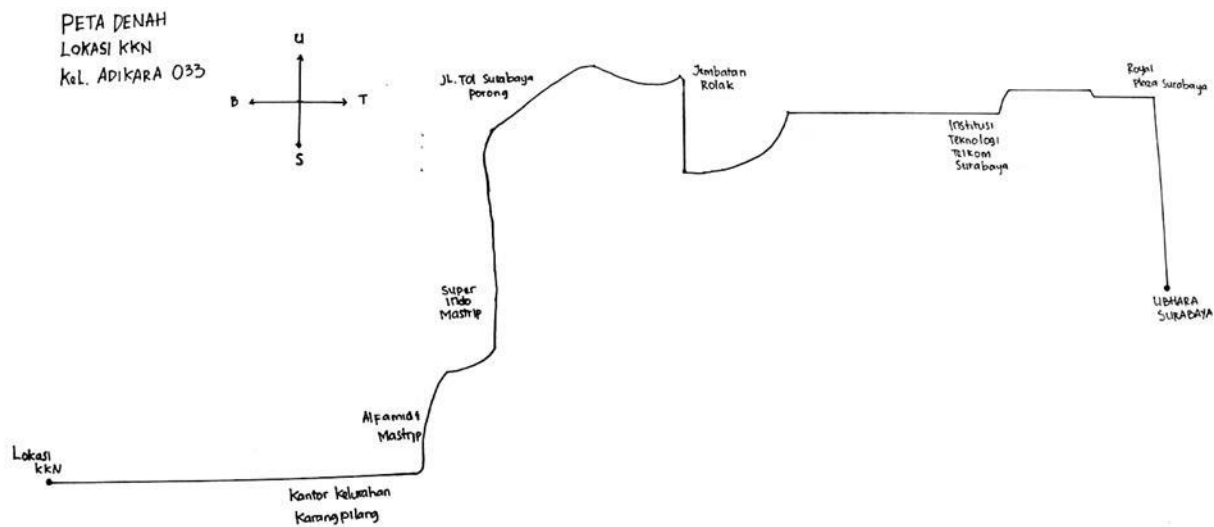 PETA DENAH
LOKASI KKN
KEL. ADIKARA 033
U
B
T
S
JL. TOl Surabaya
Porong
Jembatan
Rolak
Royal
Plaza Surabaya
Institusi
Teknologi
Telkom
Surabaya
Super
Indo
Mastrip
UBHARA
SURABAYA
Alfamidi
Mastrip
Lokasi
KKN
Kantor Kelurahan
Karangpilang